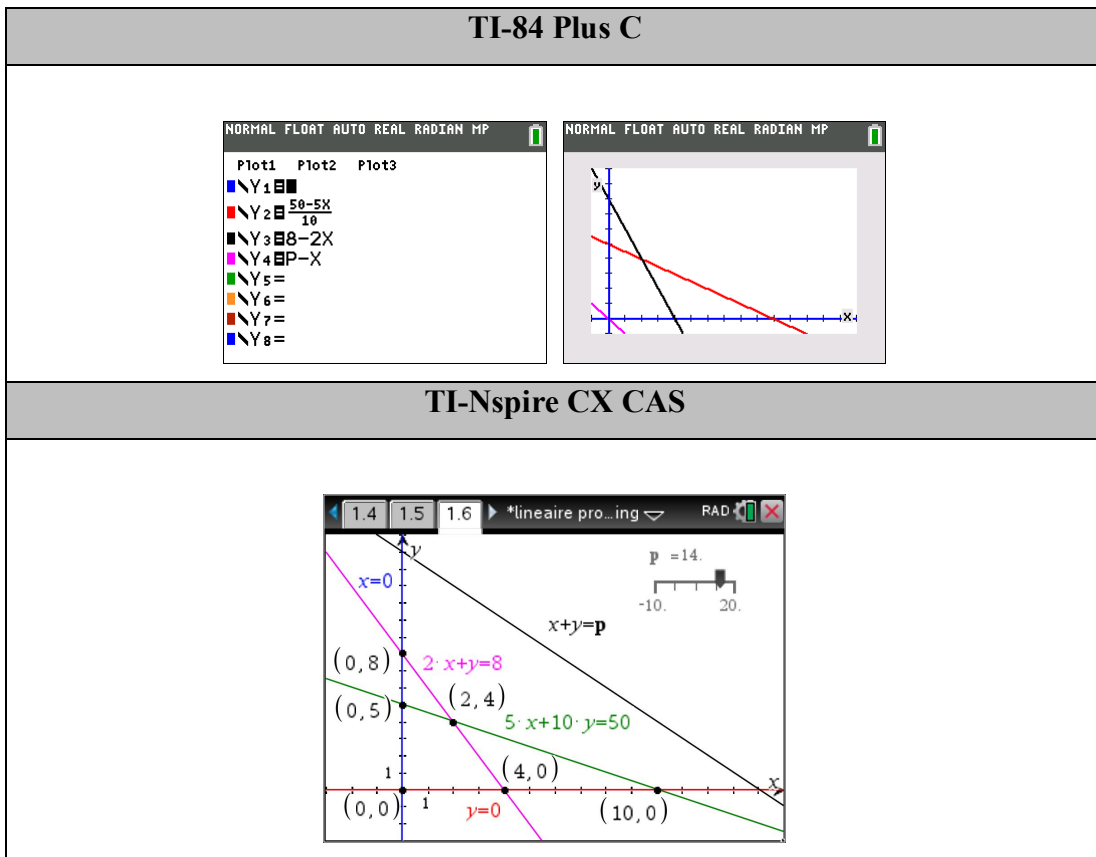 TI-84 Plus C
NORMAL FLOAT AUTO REAL RADIAN MP
Plot1 Plot2 Plot3
\Y1=
\Y2=50-5X/10
\Y3=8-2X
\Y4=P-X
\Y5=
\Y6=
\Y7=
\Y8=
NORMAL FLOAT AUTO REAL RADIAN MP
y
X
TI-Nspire CX CAS
1.4 1.5 1.6 *lineaire pro...ing RAD
y
p =14.
x=0
-10. 20.
x+y=p
(0,8) 2·x+y=8
(2,4)
(0,5) 5·x+10·y=50
(4,0)
1 x
(0,0) 1 y=0 (10,0)